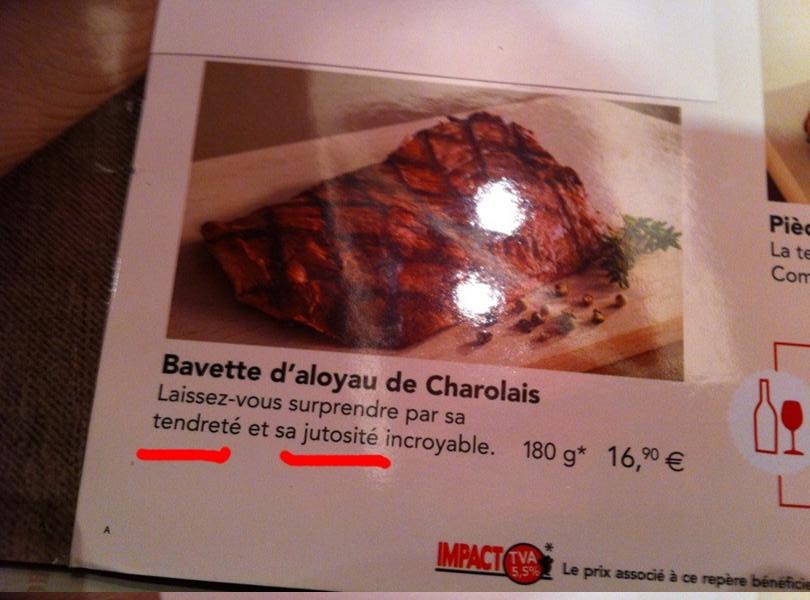 Bavette d'aloyau de Charolais
Laissez-vous surprendre par sa
tendreté et sa jutosité incroyable. 180 g* 16,90 €
A
IMPACT TVA 5,5% *
Le prix associé à ce repère bénéficie
Pièc
La te
Com